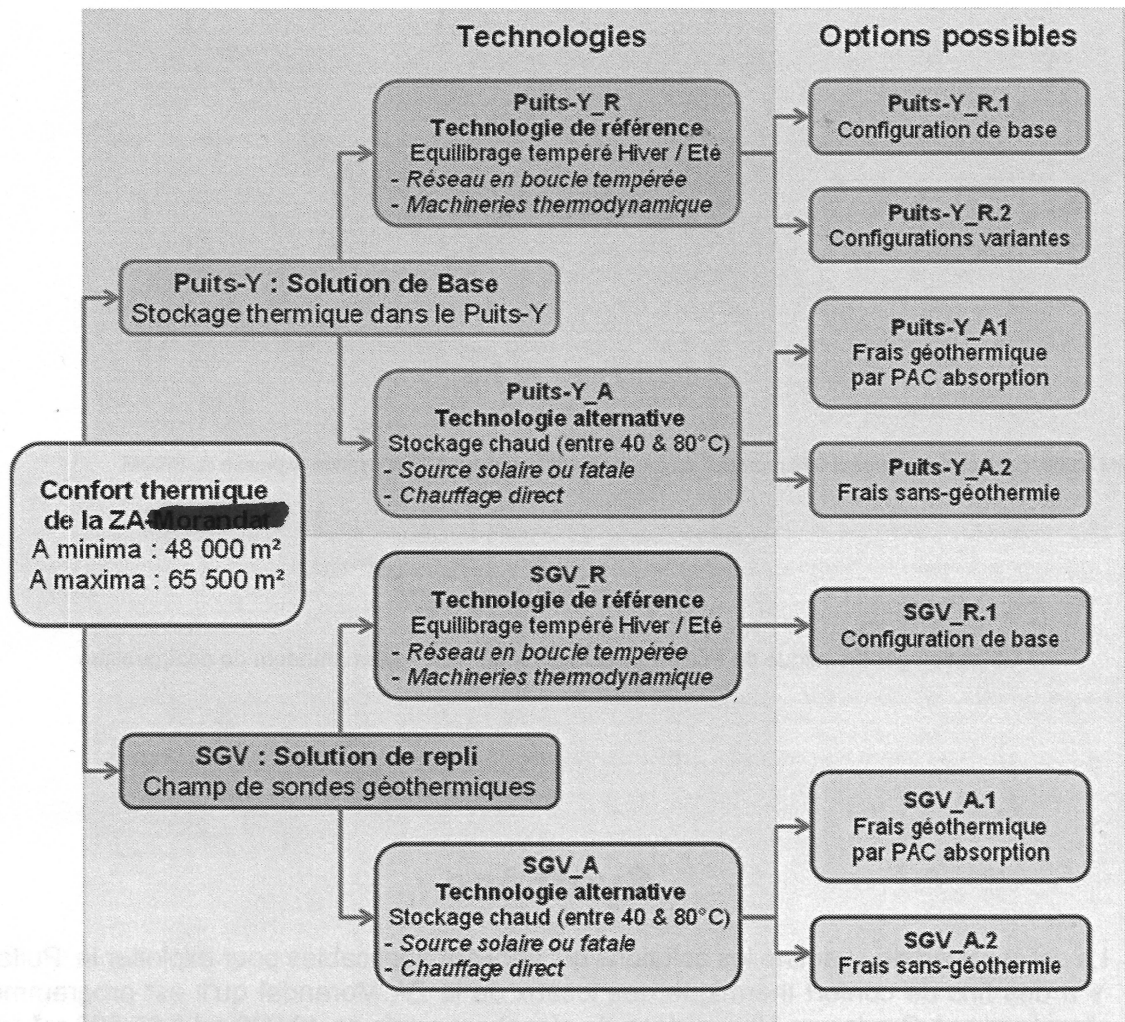 Technologies
Options possibles
Puits-Y_R
Technologie de référence
Equilibrage tempéré Hiver / Eté
- Réseau en boucle tempérée
- Machineries thermodynamique
Puits-Y_R.1
Configuration de base
Puits-Y_R.2
Configurations variantes
Puits-Y : Solution de Base
Stockage thermique dans le Puits-Y
Puits-Y_A
Technologie alternative
Stockage chaud (entre 40 & 80°C)
- Source solaire ou fatale
- Chauffage direct
Puits-Y_A1
Frais géothermique
par PAC absorption
Puits-Y_A.2
Frais sans-géothermie
Confort thermique
de la ZA-Morandat
A minima : 48 000 m²
A maxima : 65 500 m²
SGV_R
Technologie de référence
Equilibrage tempéré Hiver / Eté
- Réseau en boucle tempérée
- Machineries thermodynamique
SGV_R.1
Configuration de base
SGV : Solution de repli
Champ de sondes géothermiques
SGV_A
Technologie alternative
Stockage chaud (entre 40 & 80°C)
- Source solaire ou fatale
- Chauffage direct
SGV_A.1
Frais géothermique
par PAC absorption
SGV_A.2
Frais sans-géothermie